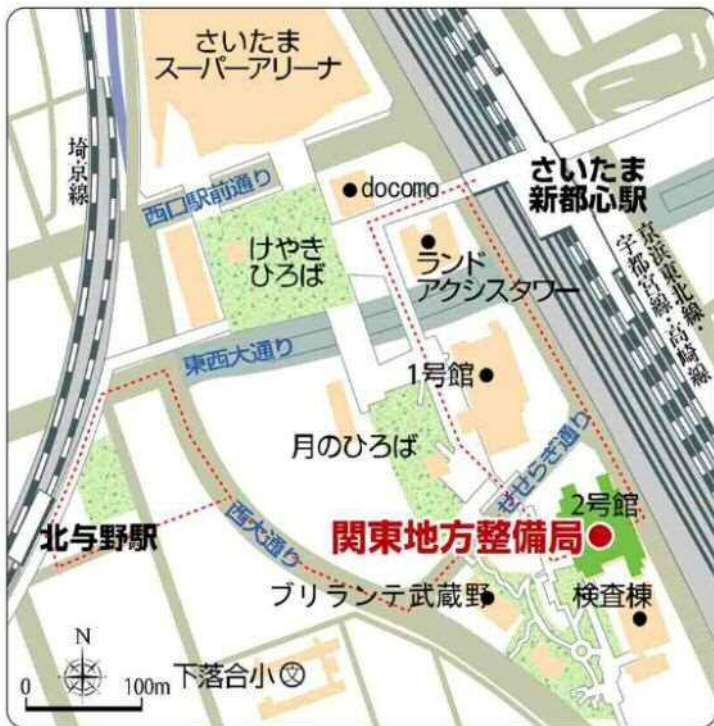 さいたま
スーパーアリーナ
埼京線
西口駅前通り
docomo
さいたま
新都心駅
けやき
ひろば
ランド
アクシスタワー
京浜東北線・
宇都宮線・高崎線
東西大通り
1号館
月のひろば
せせらぎ通り
2号館
北与野駅
西大通り
関東地方整備局
ブリランテ武蔵野
検査棟
N
0 100m
下落合小 文